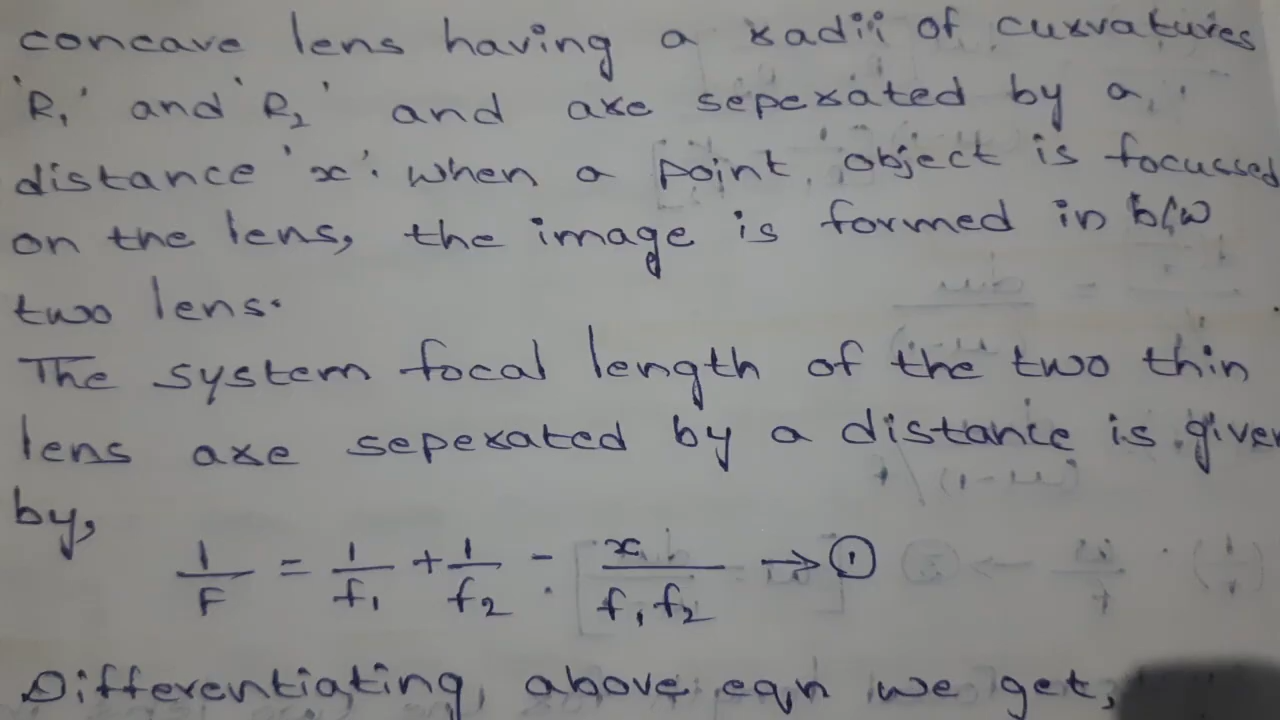 concave lens having a radii of curvatures
'R₁' and 'R₂' and are seperated by a
distance 'x'. when a point object is focussed
on the lens, the image is formed in b/w
two lens.
The system focal length of the two thin
lens are seperated by a distance is given
by,
1/F = 1/f₁ + 1/f₂ - x/f₁f₂ → ①
Differentiating above eqn we get,